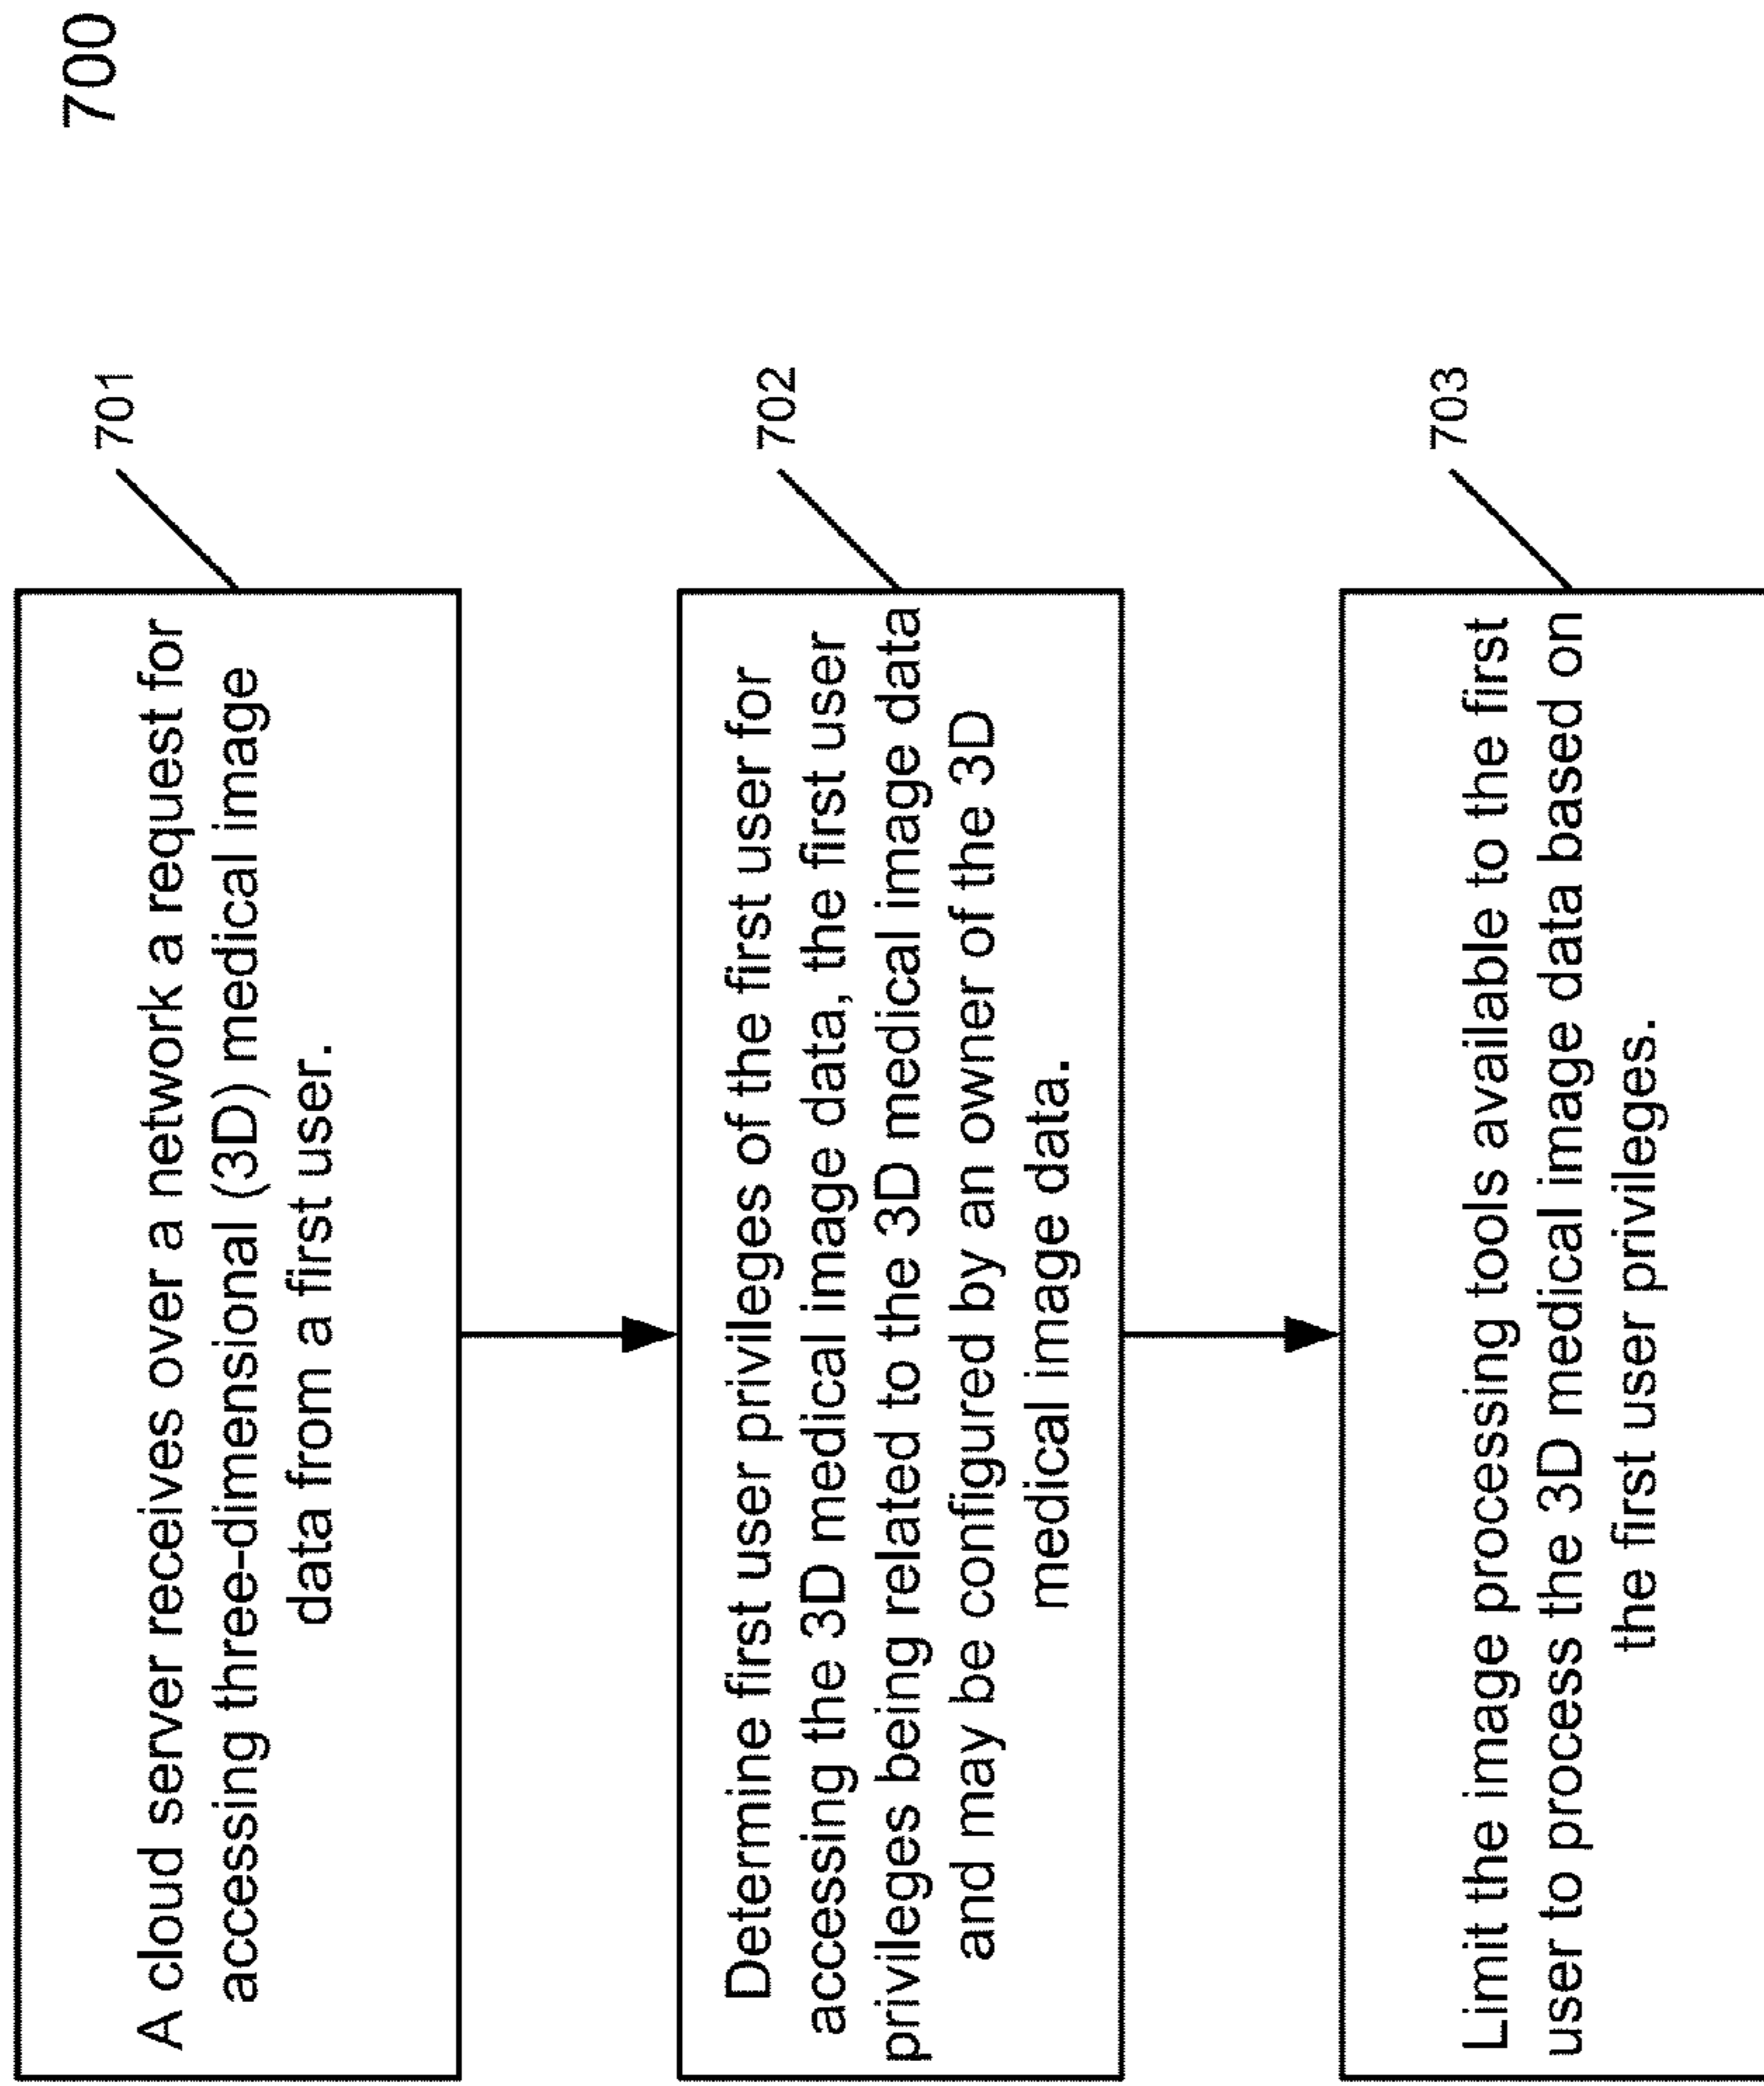 700
A cloud server receives over a network a request for
accessing three-dimensional (3D) medical image
data from a first user.
701
Determine first user privileges of the first user for
accessing the 3D medical image data, the first user
privileges being related to the 3D medical image data
and may be configured by an owner of the 3D
medical image data.
702
Limit the image processing tools available to the first
user to process the 3D medical image data based on
the first user privileges.
703